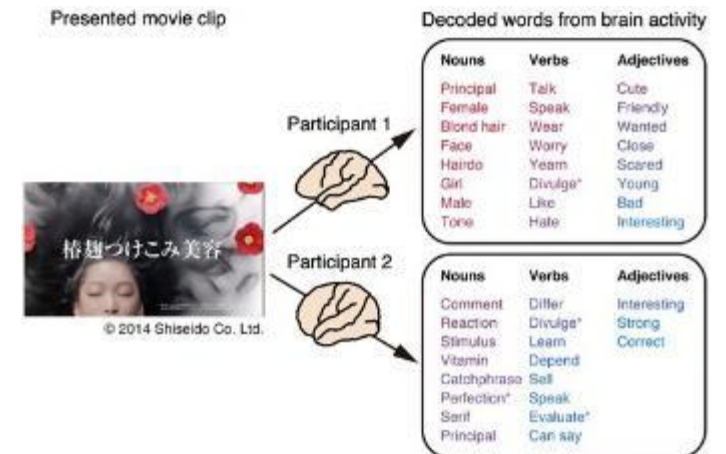 Presented movie clip
Decoded words from brain activity
Participant 1
Nouns Verbs Adjectives
Principal Talk Cute
Female Speak Friendly
Blond hair Wear Wanted
Face Worry Close
Hairdo Yearn Scared
Girl Divulge* Young
Male Like Bad
Tone Hate Interesting
椿麹つけこみ美容
© 2014 Shiseido Co. Ltd.
Participant 2
Nouns Verbs Adjectives
Comment Differ Interesting
Reaction Divulge* Strong
Stimulus Learn Correct
Vitamin Depend
Catchphrase Sell
Perfection* Speak
Serif Evaluate*
Principal Can say